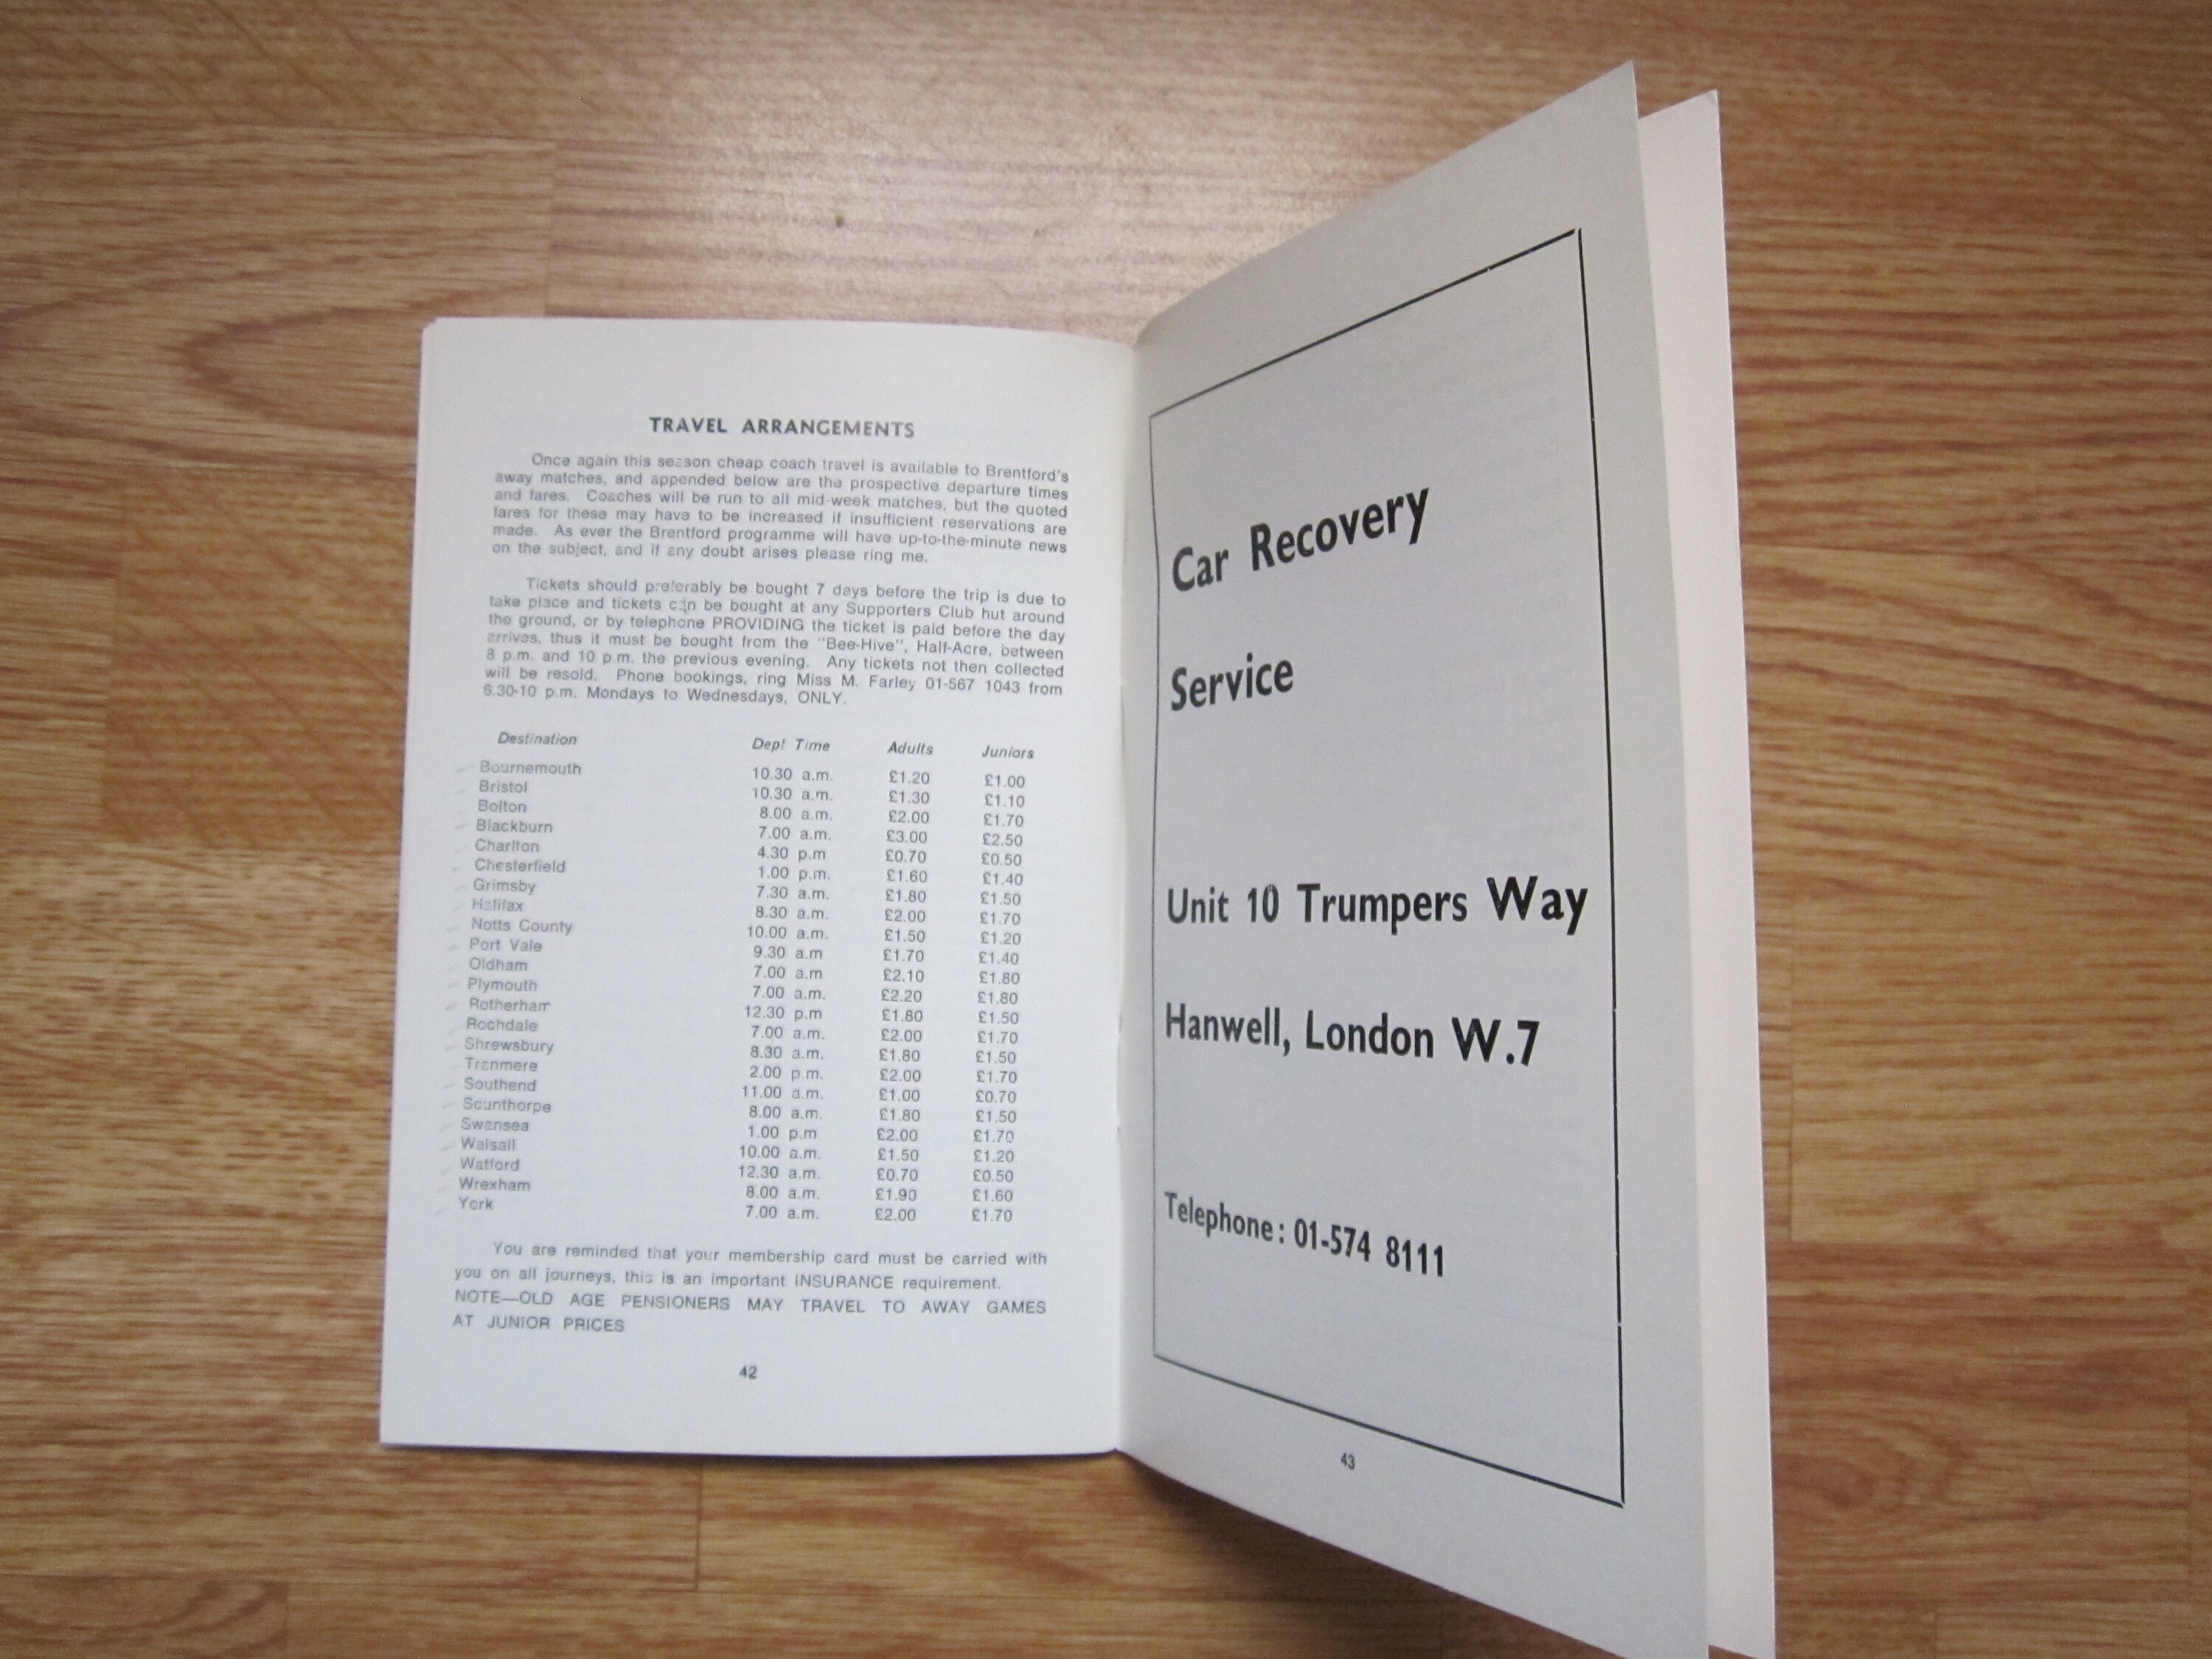 TRAVEL ARRANGEMENTS
Once again this season cheap coach travel is available to Brentford's
away matches, and appended below are the prospective departure times
and fares. Coaches will be run to all mid-week matches, but the quoted
fares for these may have to be increased if insufficient reservations are
made. As ever the Brentford programme will have up-to-the-minute news
on the subject, and if any doubt arises please ring me.
Tickets should preferably be bought 7 days before the trip is due to
take place and tickets can be bought at any Supporters Club hut around
the ground, or by telephone PROVIDING the ticket is paid before the day
arrives, thus it must be bought from the "Bee-Hive", Half-Acre, between
8 p.m. and 10 p.m. the previous evening. Any tickets not then collected
will be resold. Phone bookings, ring Miss M. Farley 01-567 1043 from
6.30-10 p.m. Mondays to Wednesdays, ONLY.
Destination Dept Time Adults Juniors
Bournemouth 10.30 a.m. £1.20 £1.00
Bristol 10.30 a.m. £1.30 £1.10
Bolton 8.00 a.m. £2.00 £1.70
Blackburn 7.00 a.m. £3.00 £2.50
Charlton 4.30 p.m £0.70 £0.50
Chesterfield 1.00 p.m. £1.60 £1.40
Grimsby 7.30 a.m. £1.80 £1.50
Halifax 8.30 a.m. £2.00 £1.70
Notts County 10.00 a.m. £1.50 £1.20
Port Vale 9.30 a.m £1.70 £1.40
Oldham 7.00 a.m £2.10 £1.80
Plymouth 7.00 a.m. £2.20 £1.80
Rotherham 12.30 p.m £1.80 £1.50
Rochdale 7.00 a.m. £2.00 £1.70
Shrewsbury 8.30 a.m. £1.80 £1.50
Tranmere 2.00 p.m. £2.00 £1.70
Southend 11.00 a.m. £1.00 £0.70
Scunthorpe 8.00 a.m. £1.80 £1.50
Swansea 1.00 p.m £2.00 £1.70
Walsall 10.00 a.m. £1.50 £1.20
Watford 12.30 a.m. £0.70 £0.50
Wrexham 8.00 a.m. £1.90 £1.60
York 7.00 a.m. £2.00 £1.70
You are reminded that your membership card must be carried with
you on all journeys, this is an important INSURANCE requirement.
NOTE—OLD AGE PENSIONERS MAY TRAVEL TO AWAY GAMES
AT JUNIOR PRICES
42
Car Recovery
Service
Unit 10 Trumpers Way
Hanwell, London W.7
Telephone: 01-574 8111
43